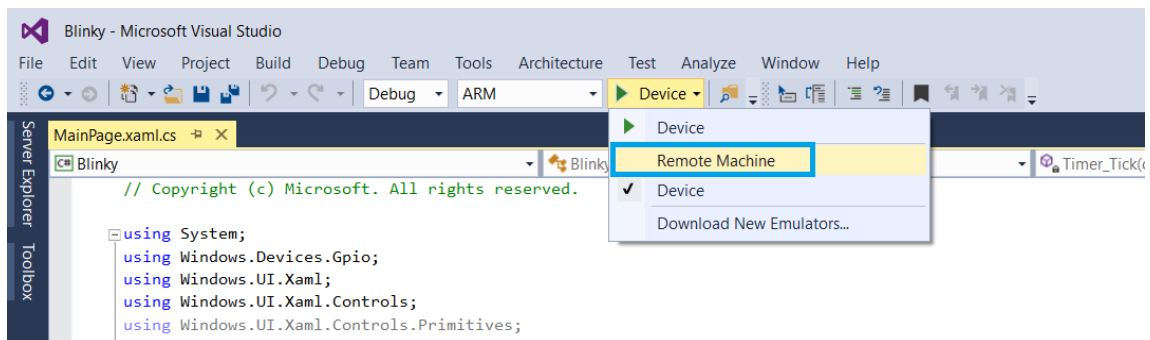 Blinky - Microsoft Visual Studio
File Edit View Project Build Debug Team Tools Architecture Test Analyze Window Help
Debug ARM Device
Server Explorer
Toolbox
MainPage.xaml.cs
C# Blinky Blinky Timer_Tick(
Device
Remote Machine
Device
Download New Emulators...
// Copyright (c) Microsoft. All rights reserved.
using System;
using Windows.Devices.Gpio;
using Windows.UI.Xaml;
using Windows.UI.Xaml.Controls;
using Windows.UI.Xaml.Controls.Primitives;